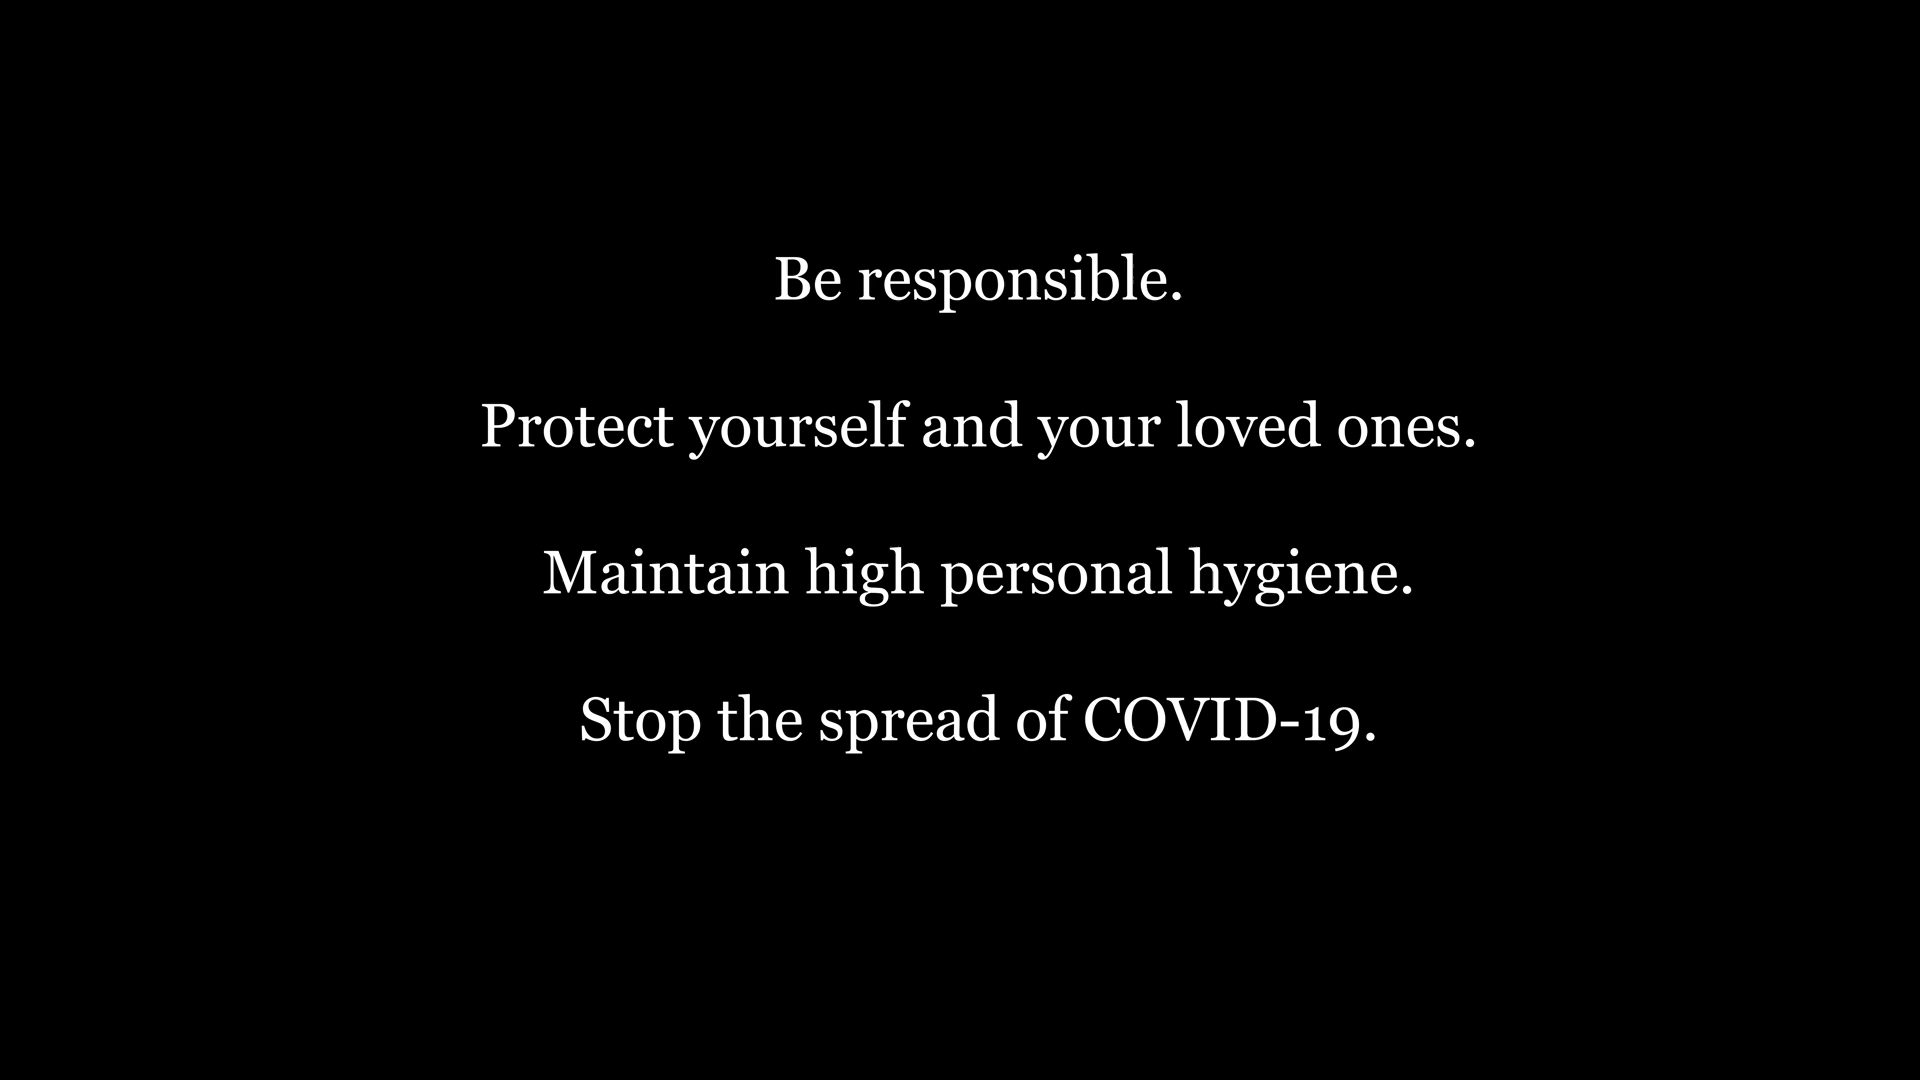 Be responsible.
Protect yourself and your loved ones.
Maintain high personal hygiene.
Stop the spread of COVID-19.